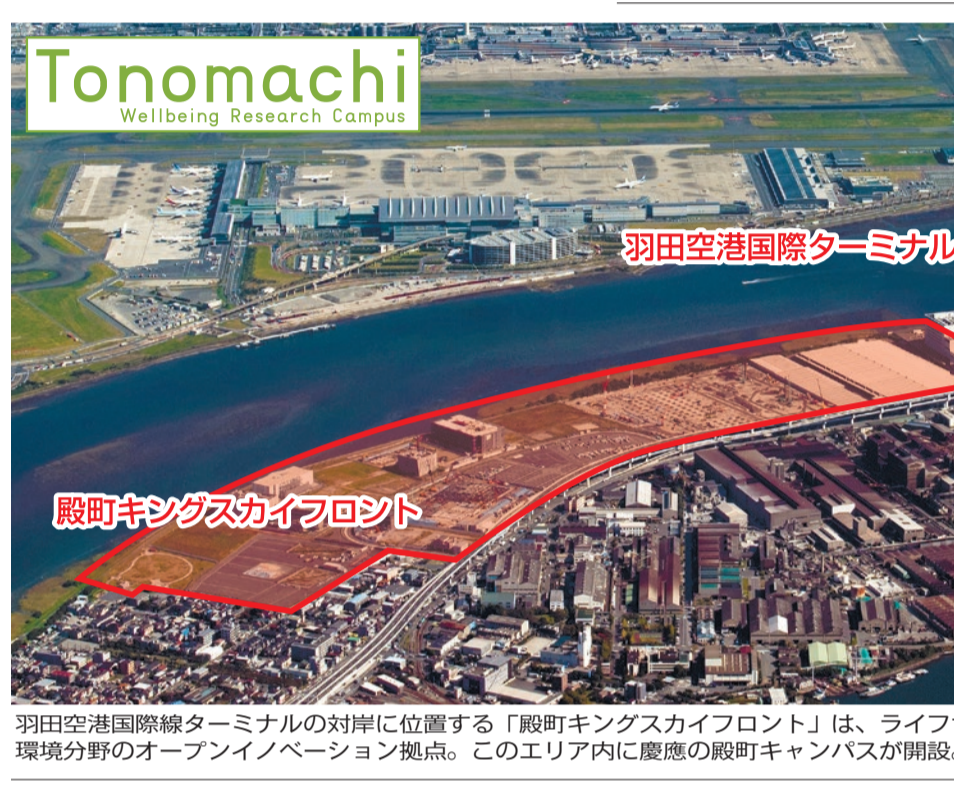 Tonomachi
Wellbeing Research Campus
羽田空港国際ターミナル
殿町キングスカイフロント
羽田空港国際線ターミナルの対岸に位置する「殿町キングスカイフロント」は、ライフ
環境分野のオープンイノベーション拠点。このエリア内に慶應の殿町キャンパスが開設。